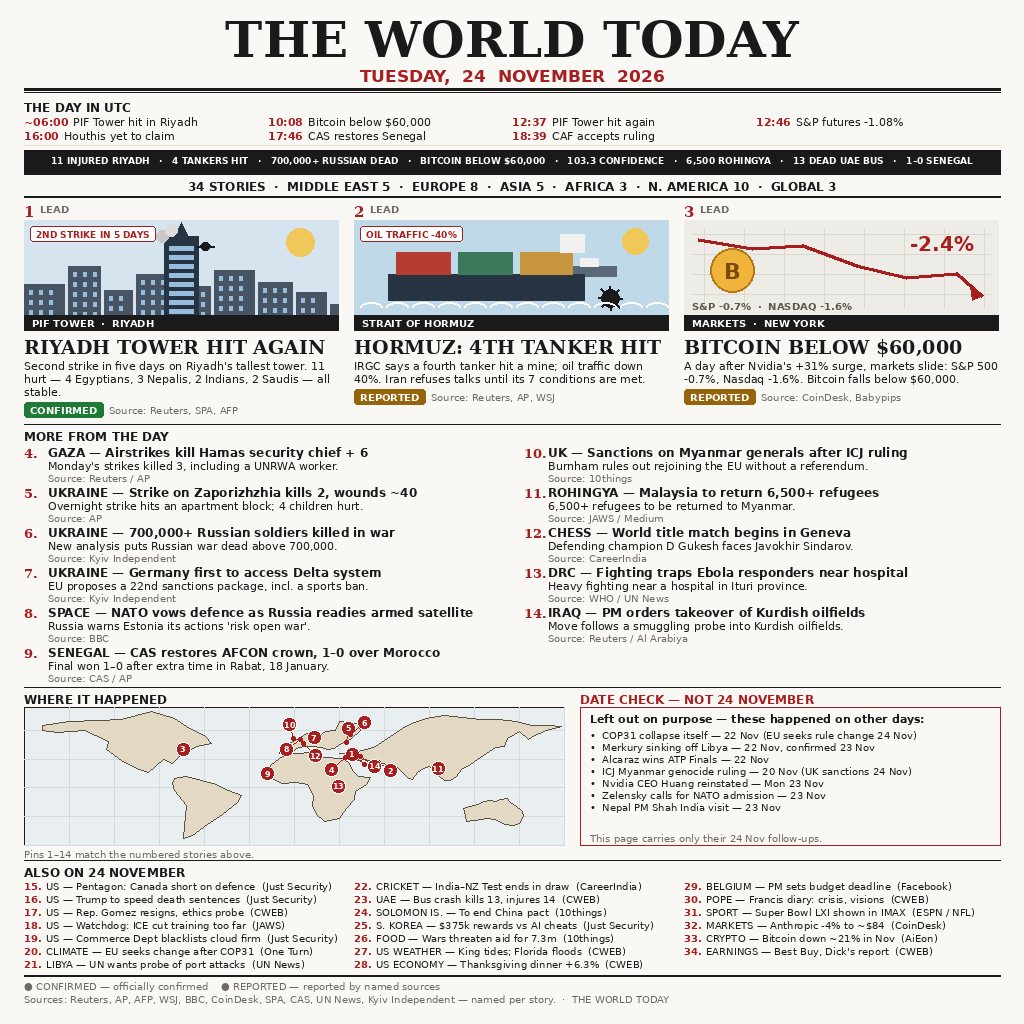 THE WORLD TODAY
TUESDAY, 24 NOVEMBER 2026
THE DAY IN UTC
~06:00 PIF Tower hit in Riyadh
10:08 Bitcoin below $60,000
12:37 PIF Tower hit again
12:46 S&P futures -1.08%
16:00 Houthis yet to claim
17:46 CAS restores Senegal
18:39 CAF accepts ruling
11 INJURED RIYADH · 4 TANKERS HIT · 700,000+ RUSSIAN DEAD · BITCOIN BELOW $60,000 · 103.3 CONFIDENCE · 6,500 ROHINGYA · 13 DEAD UAE BUS · 1–0 SENEGAL
34 STORIES · MIDDLE EAST 5 · EUROPE 8 · ASIA 5 · AFRICA 3 · N. AMERICA 10 · GLOBAL 3
1 LEAD
2ND STRIKE IN 5 DAYS
PIF TOWER · RIYADH
RIYADH TOWER HIT AGAIN
Second strike in five days on Riyadh's tallest tower. 11
hurt — 4 Egyptians, 3 Nepalis, 2 Indians, 2 Saudis — all
stable.
CONFIRMED Source: Reuters, SPA, AFP
2 LEAD
OIL TRAFFIC -40%
STRAIT OF HORMUZ
HORMUZ: 4TH TANKER HIT
IRGC says a fourth tanker hit a mine; oil traffic down
40%. Iran refuses talks until its 7 conditions are met.
REPORTED Source: Reuters, AP, WSJ
3 LEAD
-2.4%
B
S&P -0.7% · NASDAQ -1.6%
MARKETS · NEW YORK
BITCOIN BELOW $60,000
A day after Nvidia's +31% surge, markets slide: S&P 500
-0.7%, Nasdaq -1.6%. Bitcoin falls below $60,000.
REPORTED Source: CoinDesk, Babypips
MORE FROM THE DAY
4. GAZA — Airstrikes kill Hamas security chief + 6
Monday's strikes killed 3, including a UNRWA worker.
Source: Reuters / AP
5. UKRAINE — Strike on Zaporizhzhia kills 2, wounds ~40
Overnight strike hits an apartment block; 4 children hurt.
Source: AP
6. UKRAINE — 700,000+ Russian soldiers killed in war
New analysis puts Russian war dead above 700,000.
Source: Kyiv Independent
7. UKRAINE — Germany first to access Delta system
EU proposes a 22nd sanctions package, incl. a sports ban.
Source: Kyiv Independent
8. SPACE — NATO vows defence as Russia readies armed satellite
Russia warns Estonia its actions 'risk open war'.
Source: BBC
9. SENEGAL — CAS restores AFCON crown, 1–0 over Morocco
Final won 1–0 after extra time in Rabat, 18 January.
Source: CAS / AP
10. UK — Sanctions on Myanmar generals after ICJ ruling
Burnham rules out rejoining the EU without a referendum.
Source: 10things
11. ROHINGYA — Malaysia to return 6,500+ refugees
6,500+ refugees to be returned to Myanmar.
Source: JAWS / Medium
12. CHESS — World title match begins in Geneva
Defending champion D Gukesh faces Javokhir Sindarov.
Source: CareerIndia
13. DRC — Fighting traps Ebola responders near hospital
Heavy fighting near a hospital in Ituri province.
Source: WHO / UN News
14. IRAQ — PM orders takeover of Kurdish oilfields
Move follows a smuggling probe into Kurdish oilfields.
Source: Reuters / Al Arabiya
WHERE IT HAPPENED
10
5
6
7
3
8
12
1
9
4
14
2
11
13
Pins 1–14 match the numbered stories above.
DATE CHECK — NOT 24 NOVEMBER
Left out on purpose — these happened on other days:
• COP31 collapse itself — 22 Nov (EU seeks rule change 24 Nov)
• Merkury sinking off Libya — 22 Nov, confirmed 23 Nov
• Alcaraz wins ATP Finals — 22 Nov
• ICJ Myanmar genocide ruling — 20 Nov (UK sanctions 24 Nov)
• Nvidia CEO Huang reinstated — Mon 23 Nov
• Zelensky calls for NATO admission — 23 Nov
• Nepal PM Shah India visit — 23 Nov
This page carries only their 24 Nov follow-ups.
ALSO ON 24 NOVEMBER
15. US — Pentagon: Canada short on defence (Just Security)
16. US — Trump to speed death sentences (Just Security)
17. US — Rep. Gomez resigns, ethics probe (CWEB)
18. US — Watchdog: ICE cut training too far (JAWS)
19. US — Commerce Dept blacklists cloud firm (Just Security)
20. CLIMATE — EU seeks change after COP31 (One Turn)
21. LIBYA — UN wants probe of port attacks (UN News)
22. CRICKET — India–NZ Test ends in draw (CareerIndia)
23. UAE — Bus crash kills 13, injures 14 (CWEB)
24. SOLOMON IS. — To end China pact (10things)
25. S. KOREA — $375k rewards vs AI cheats (Just Security)
26. FOOD — Wars threaten aid for 7.3m (10things)
27. US WEATHER — King tides; Florida floods (CWEB)
28. US ECONOMY — Thanksgiving dinner +6.3% (CWEB)
29. BELGIUM — PM sets budget deadline (Facebook)
30. POPE — Francis diary: crisis, visions (CWEB)
31. SPORT — Super Bowl LXI shown in IMAX (ESPN / NFL)
32. MARKETS — Anthropic -4% to ~$84 (CoinDesk)
33. CRYPTO — Bitcoin down ~21% in Nov (AiEon)
34. EARNINGS — Best Buy, Dick's report (CWEB)
● CONFIRMED — officially confirmed ● REPORTED — reported by named sources
Sources: Reuters, AP, AFP, WSJ, BBC, CoinDesk, SPA, CAS, UN News, Kyiv Independent — named per story. · THE WORLD TODAY